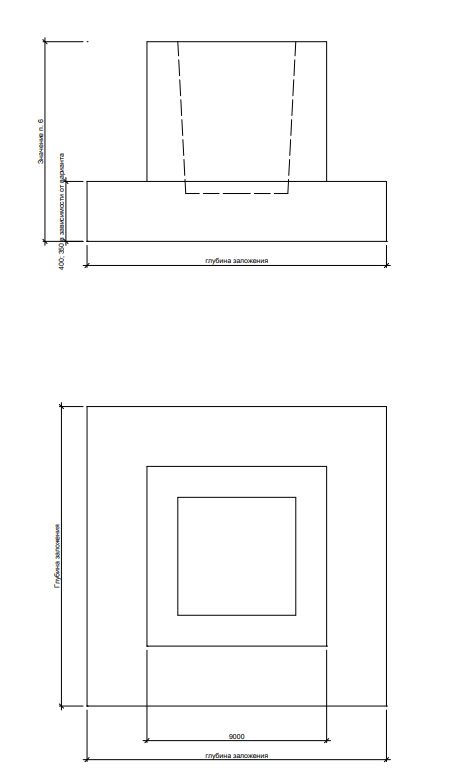 Значение п. 6
400; 350 в зависимости от варианта
глубина заложения
Глубина заложения
9000
глубина заложения